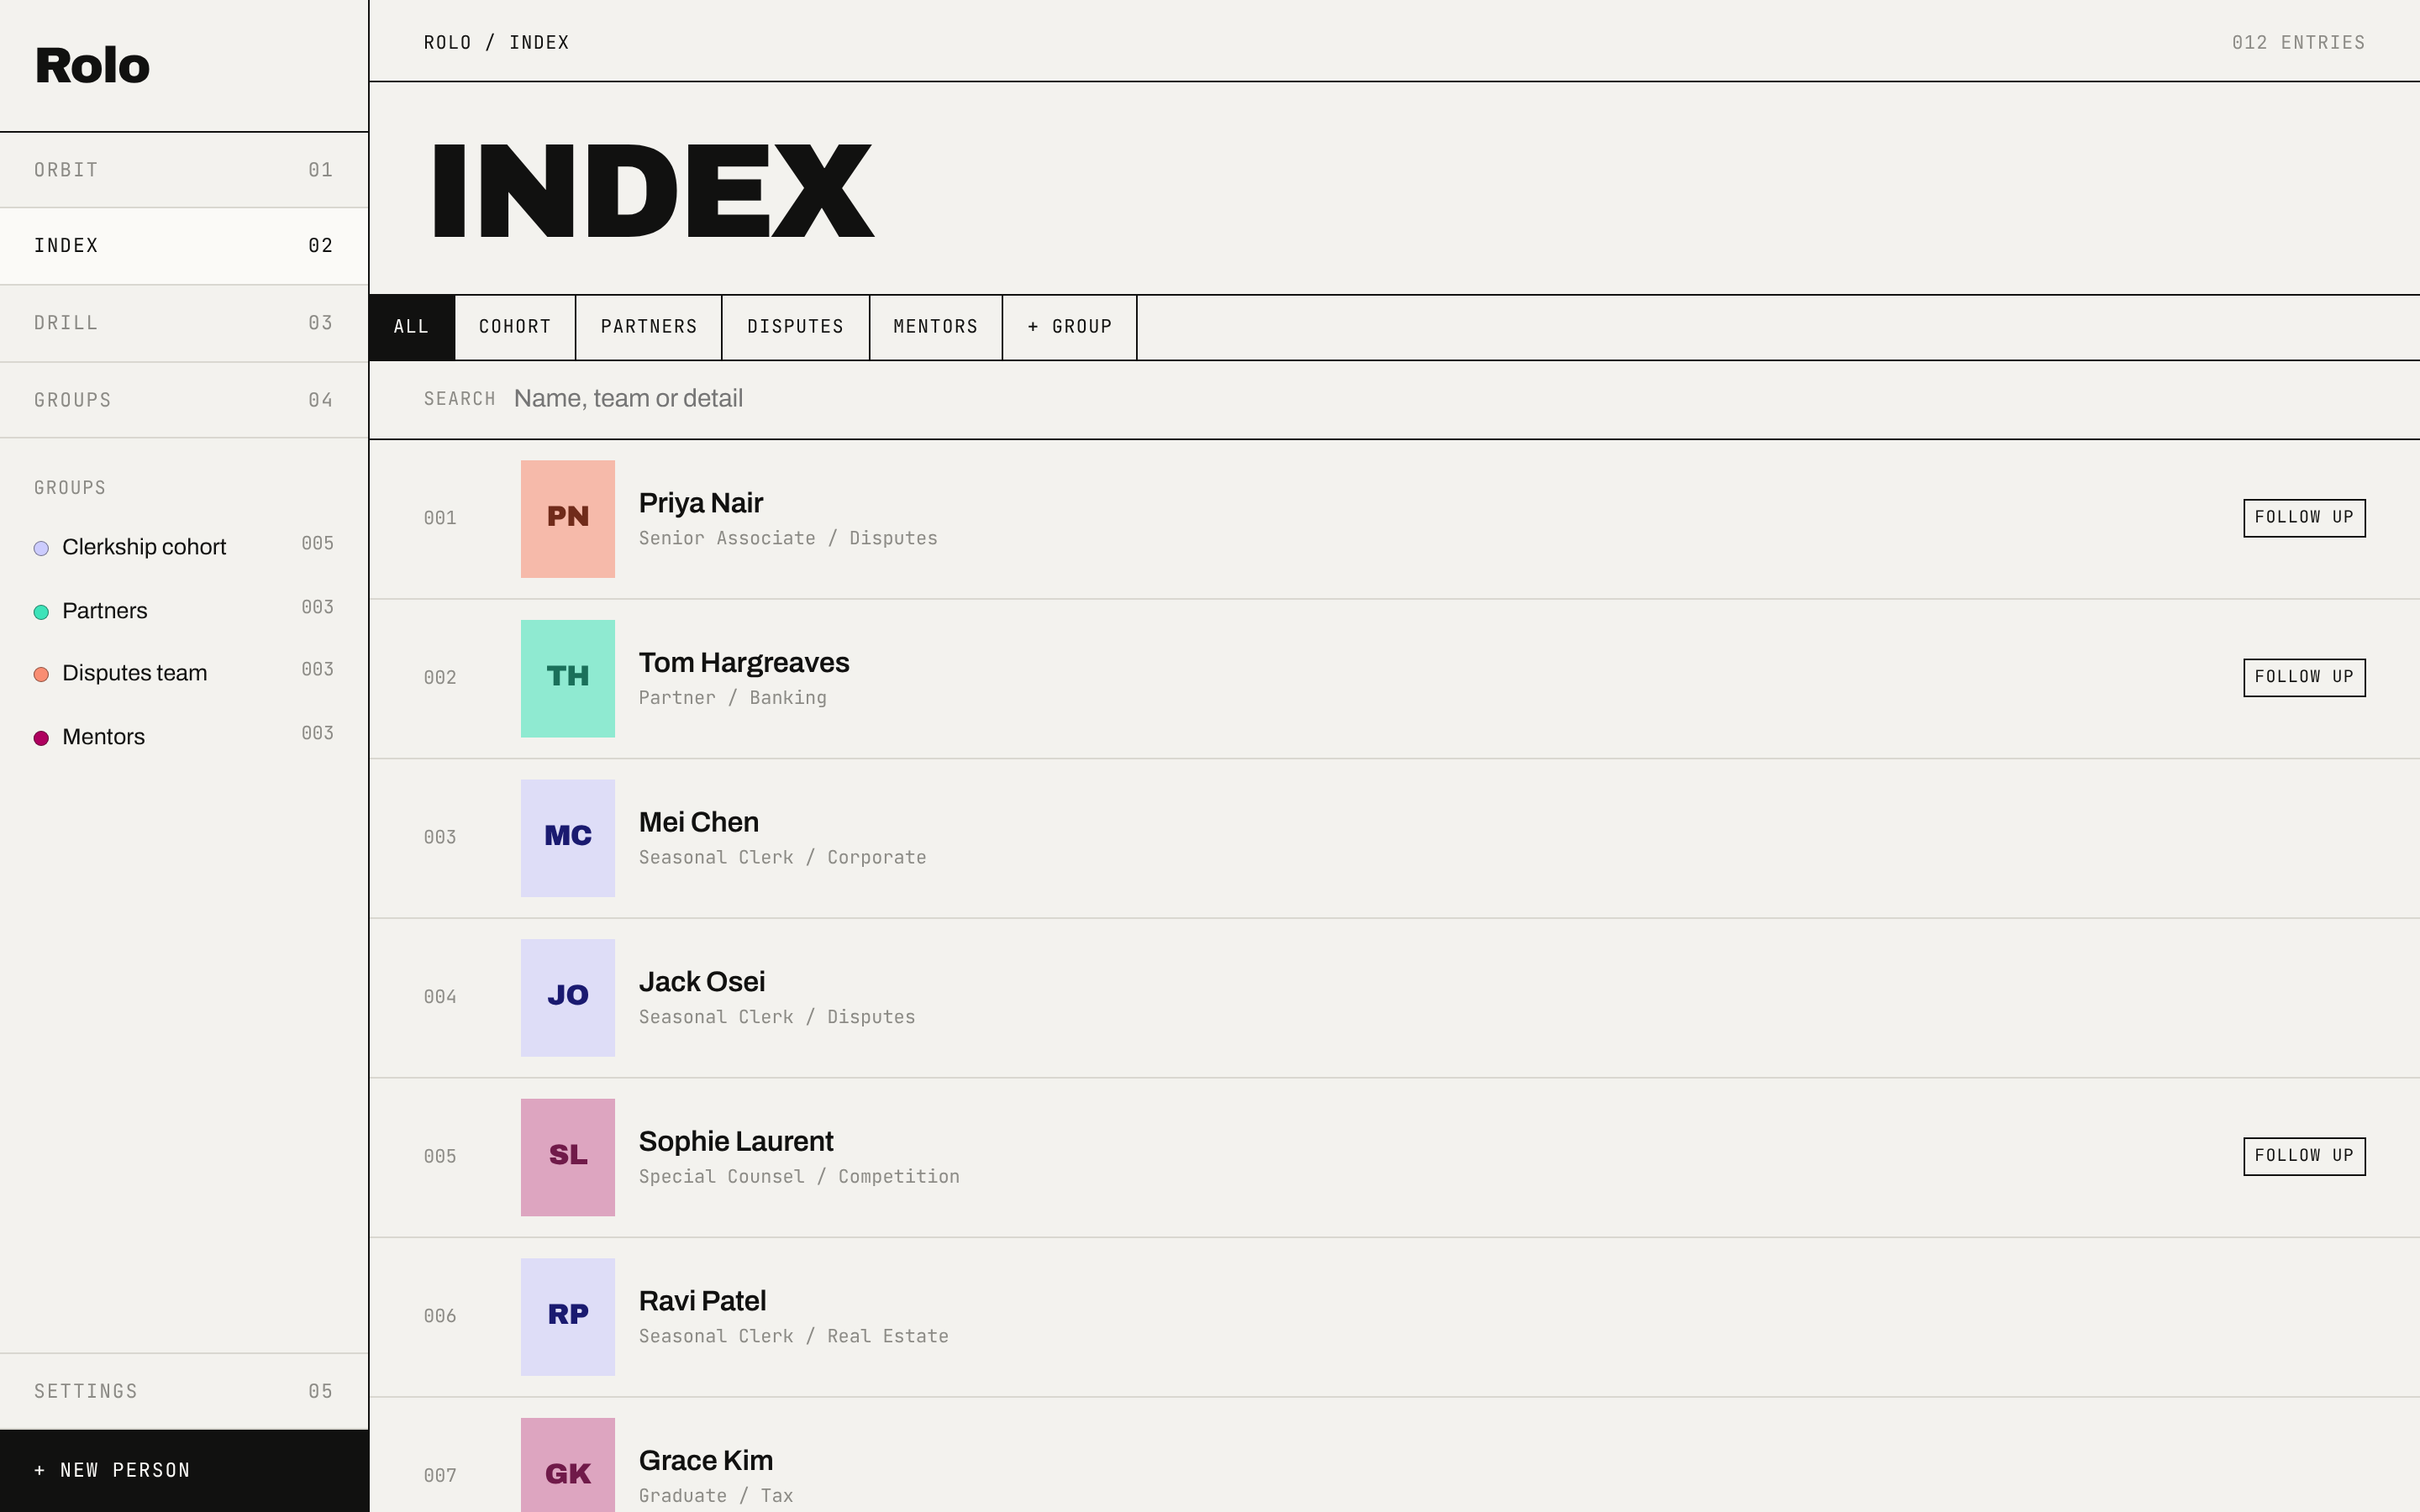 Rolo
ORBIT 01
INDEX 02
DRILL 03
GROUPS 04
GROUPS
Clerkship cohort 005
Partners 003
Disputes team 003
Mentors 003
SETTINGS 05
+ NEW PERSON
ROLO / INDEX
012 ENTRIES
INDEX
ALL COHORT PARTNERS DISPUTES MENTORS + GROUP
SEARCH Name, team or detail
001 PN Priya Nair FOLLOW UP
Senior Associate / Disputes
002 TH Tom Hargreaves FOLLOW UP
Partner / Banking
003 MC Mei Chen
Seasonal Clerk / Corporate
004 JO Jack Osei
Seasonal Clerk / Disputes
005 SL Sophie Laurent FOLLOW UP
Special Counsel / Competition
006 RP Ravi Patel
Seasonal Clerk / Real Estate
007 GK Grace Kim
Graduate / Tax